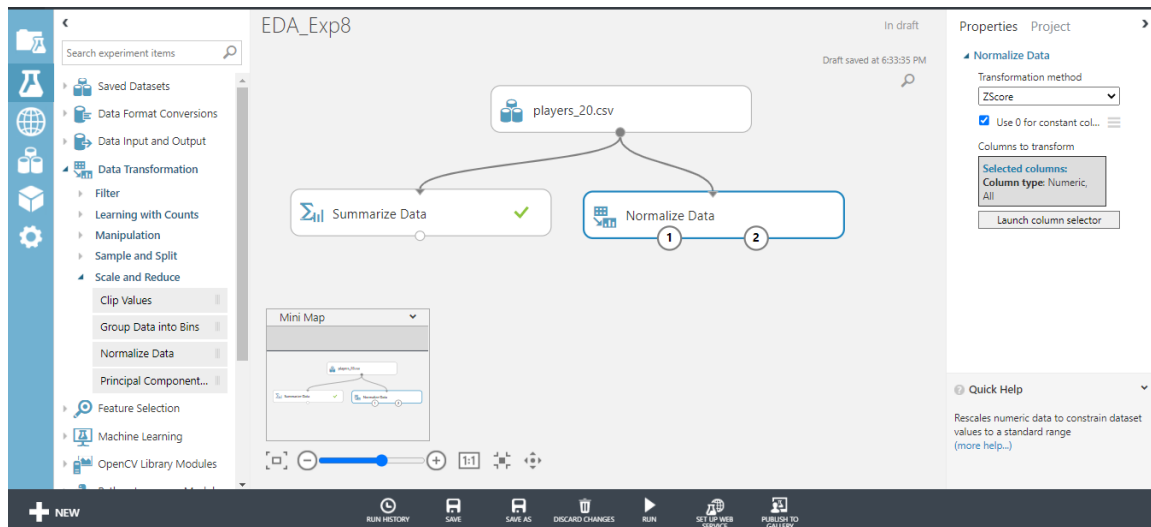 Search experiment items
Saved Datasets
Data Format Conversions
Data Input and Output
Data Transformation
Filter
Learning with Counts
Manipulation
Sample and Split
Scale and Reduce
Clip Values
Group Data into Bins
Normalize Data
Principal Component...
Feature Selection
Machine Learning
OpenCV Library Modules
EDA_Exp8
In draft
Draft saved at 6:33:35 PM
players_20.csv
Summarize Data
Normalize Data
1
2
Mini Map
players_20.csv
Summarize Data
Normalize Data
1:1
Properties Project
Normalize Data
Transformation method
ZScore
Use 0 for constant col...
Columns to transform
Selected columns:
Column type: Numeric,
All
Launch column selector
Quick Help
Rescales numeric data to constrain dataset
values to a standard range
(more help...)
NEW
RUN HISTORY
SAVE
SAVE AS
DISCARD CHANGES
RUN
SET UP WEB
SERVICE
PUBLISH TO
GALLERY